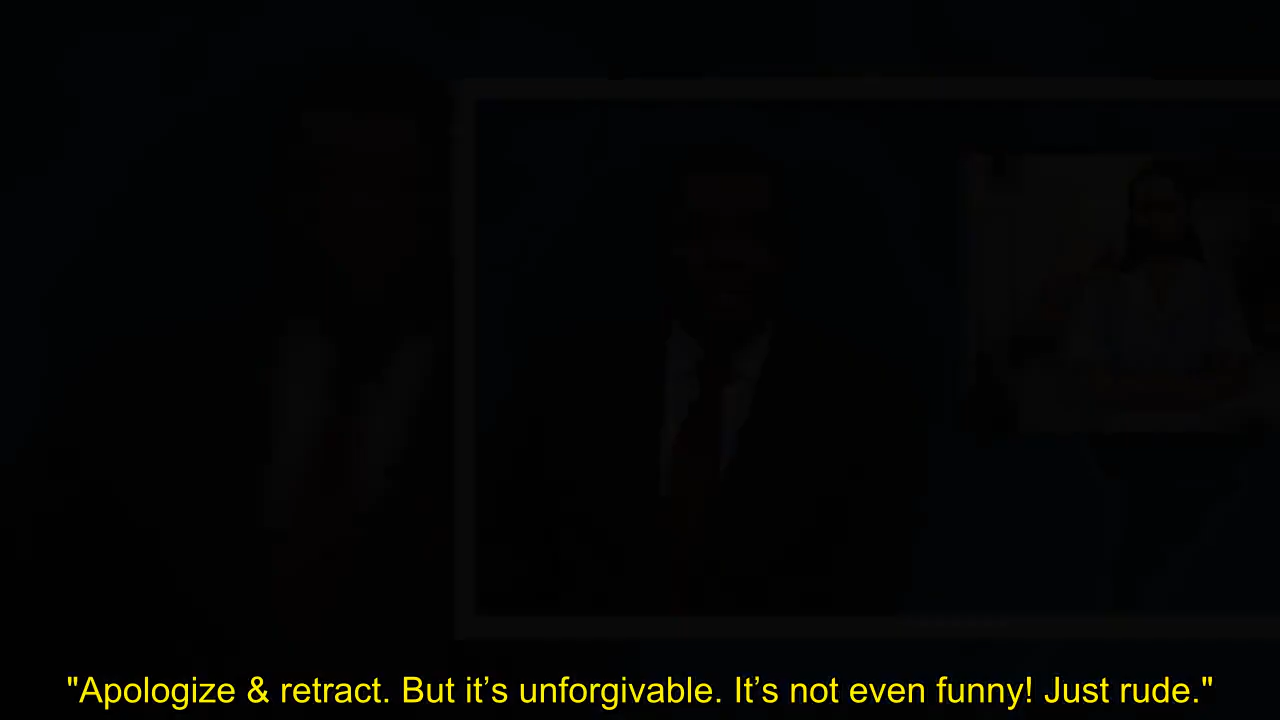 "Apologize & retract. But it’s unforgivable. It’s not even funny! Just rude."